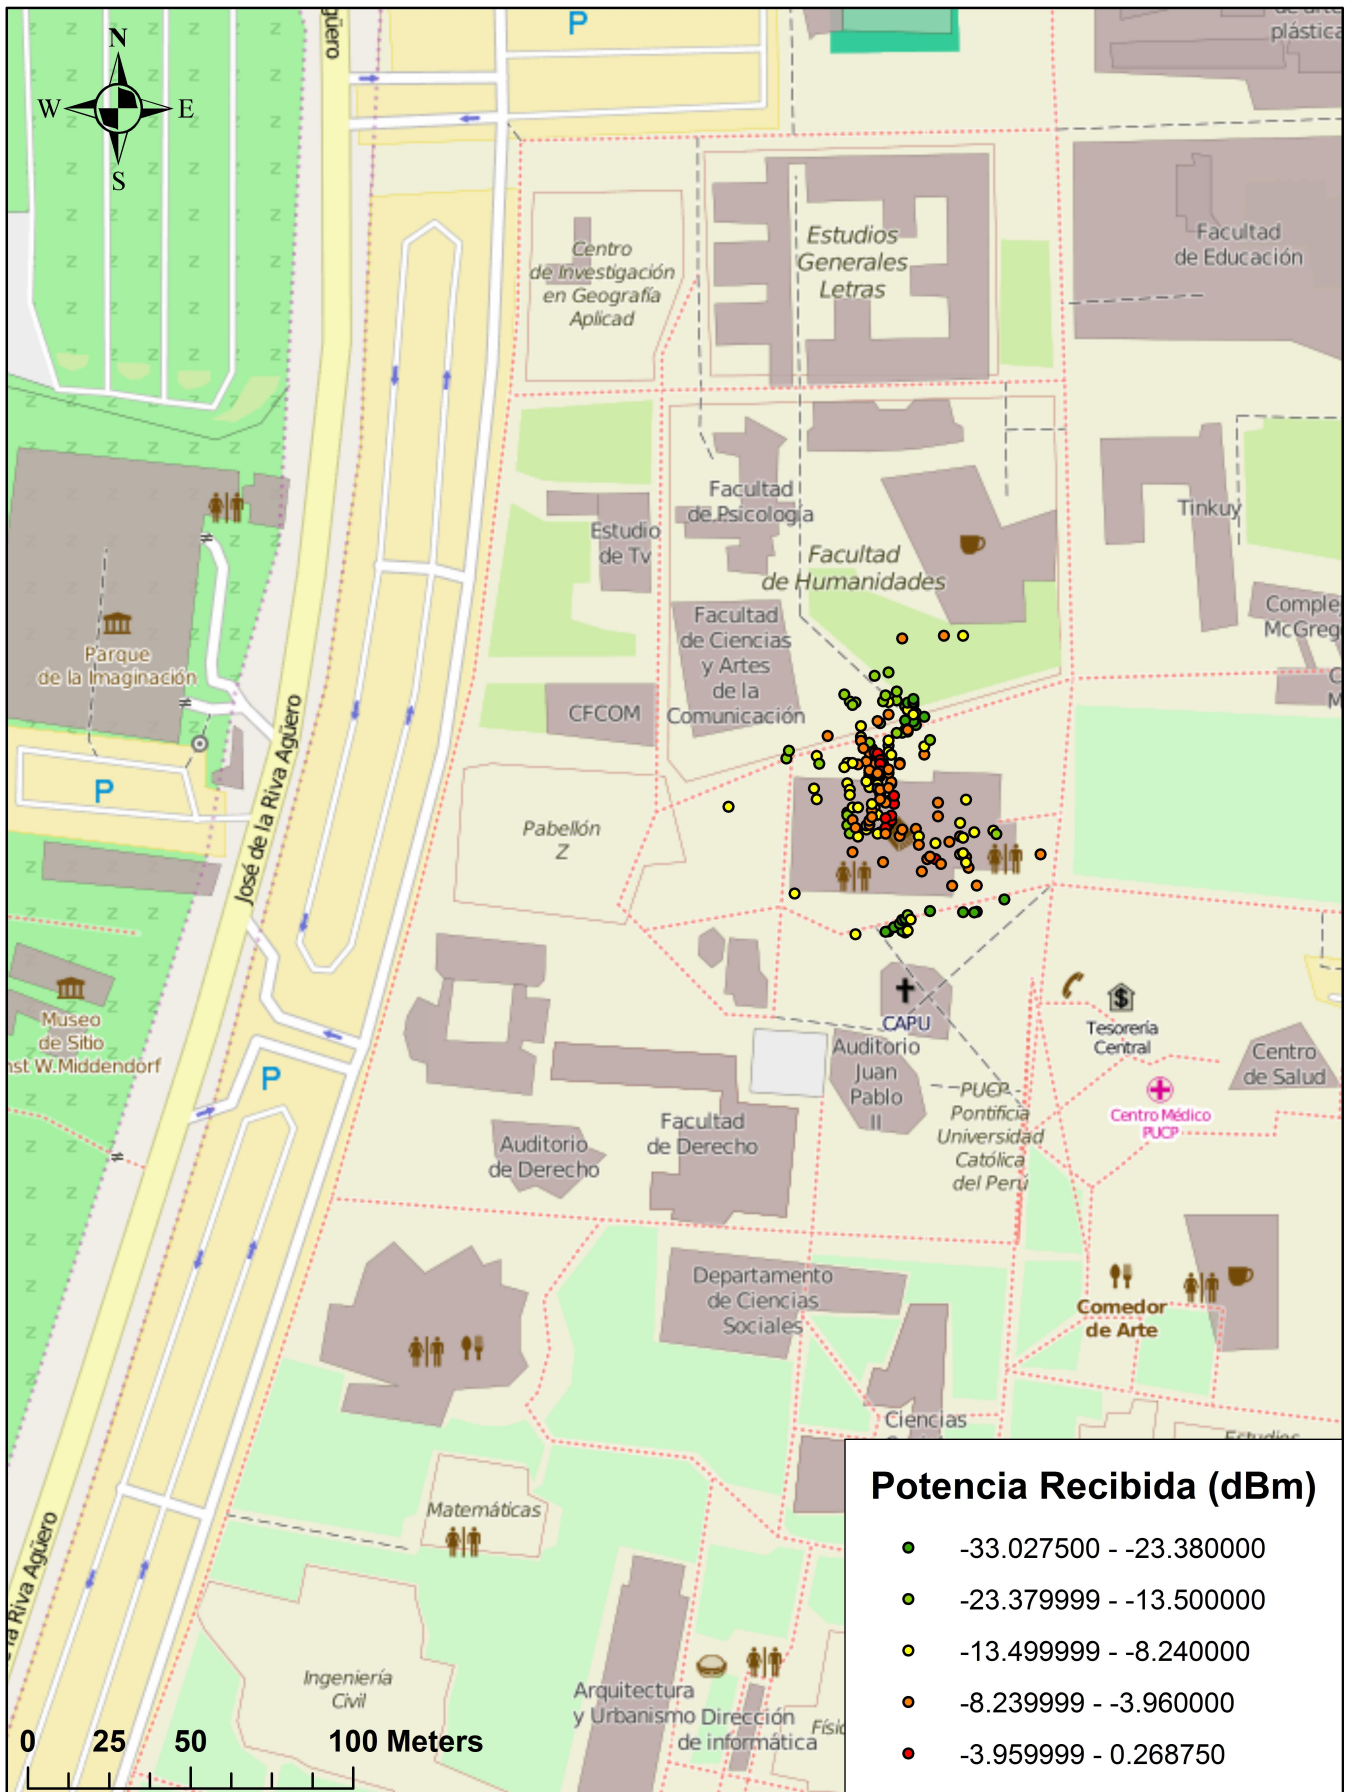 P
güero
plástica
N
W
E
S
Centro
de Investigación
en Geografía
Aplicad
Estudios
Generales
Letras
Facultad
de Educación
Facultad
de Psicología
Estudio
de Tv
Facultad
de Humanidades
Tinkuy
Facultad
de Ciencias
y Artes
de la
Comunicación
Comple
McGreg
C
M
CFCOM
Parque
de la Imaginación
P
José de la Riva Agüero
Pabellón
Z
Museo
de Sitio
nst W.Middendorf
CAPU
Auditorio
Juan
Pablo
II
Tesorería
Central
Centro
de Salud
P
PUCP-
Pontificia
Universidad
Católica
del Perú
Centro Médico
PUCP
Auditorio
de Derecho
Facultad
de Derecho
Departamento
de Ciencias
Sociales
Comedor
de Arte
Ciencias
Estudios
Matemáticas
la Riva Agüero
Ingeniería
Civil
Arquitectura
y Urbanismo
Dirección
de informática
Físic
0 25 50 100 Meters
Potencia Recibida (dBm)
-33.027500 - -23.380000
-23.379999 - -13.500000
-13.499999 - -8.240000
-8.239999 - -3.960000
-3.959999 - 0.268750